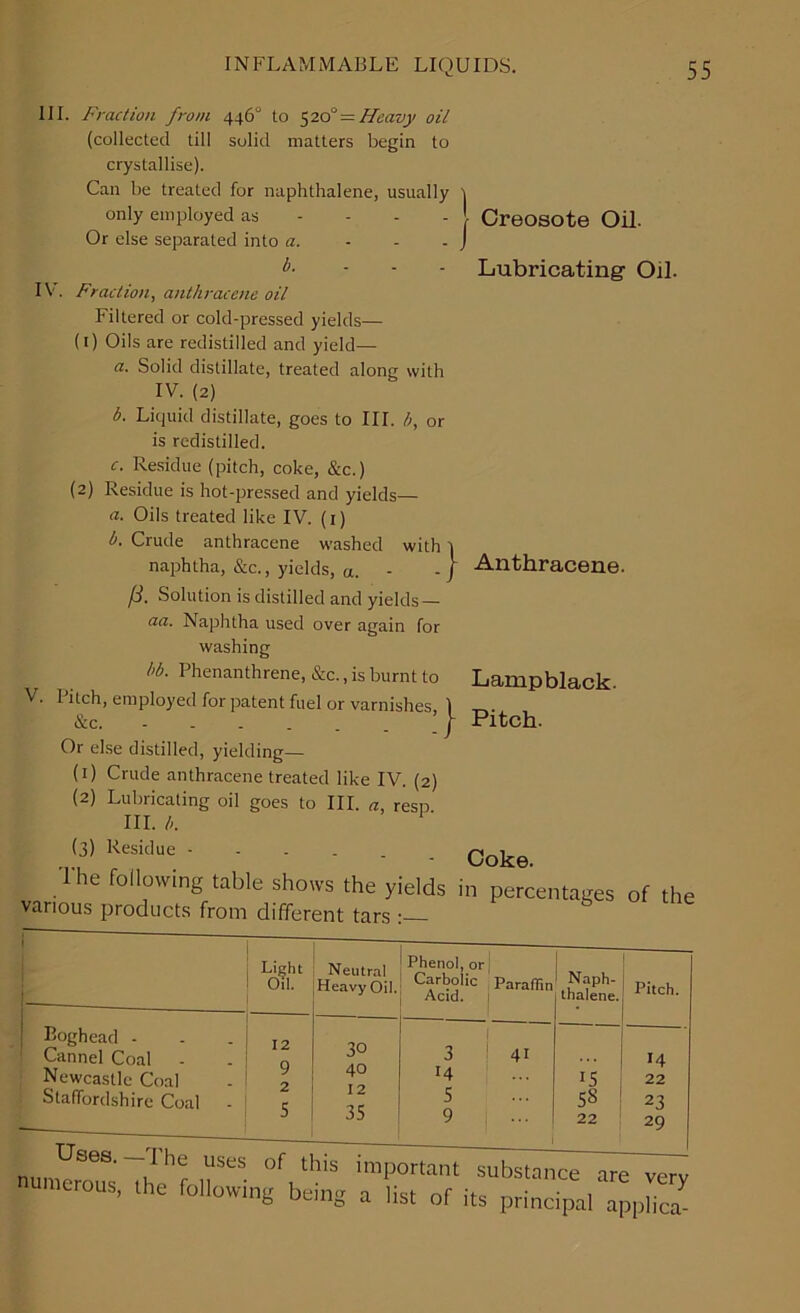 INFLAMMABLE LIQUIDS. 55
III. Fraction from 446° to 520°=Heavy oil
(collected till solid matters begin to
crystallise).
Can be treated for naphthalene, usually
only employed as - - - - } Creosote Oil.
Or else separated into a. - - -
b. - - - Lubricating Oil.
IV. Fraction, anthracene oil
Filtered or cold-pressed yields—
(1) Oils are redistilled and yield—
a. Solid distillate, treated along with
IV. (2)
b. Liquid distillate, goes to III. b, or
is redistilled.
c. Residue (pitch, coke, &c.)
(2) Residue is hot-pressed and yields—
a. Oils treated like IV. (1)
b. Crude anthracene washed with
naphtha, &c., yields, α. - - } Anthracene.
β. Solution is distilled and yields—
aa. Naphtha used over again for
washing
bb. Phenanthrene, &c., is burnt to Lampblack.
V. Pitch, employed for patent fuel or varnishes,
&c. - - - - - - - } Pitch.
Or else distilled, yielding—
(1) Crude anthracene treated like IV. (2)
(2) Lubricating oil goes to III. a, resp.
III. b.
(3) Residue - - - - - - Coke.
The following table shows the yields in percentages of the
various products from different tars :—
Light Oil. Neutral Heavy Oil. Phenol, or Carbolic Acid. Paraffin Naph-thalene. Pitch.
Boghead - - - 12 30 3 41 ... 14
Cannel Coal - - 9 40 14 ... 15 22
Newcastle Coal - 2 12 5 ... 58 23
Staffordshire Coal - 5 35 9 ... 22 29
Uses.—The uses of this important substance are very
numerous, the following being a list of its principal applica-